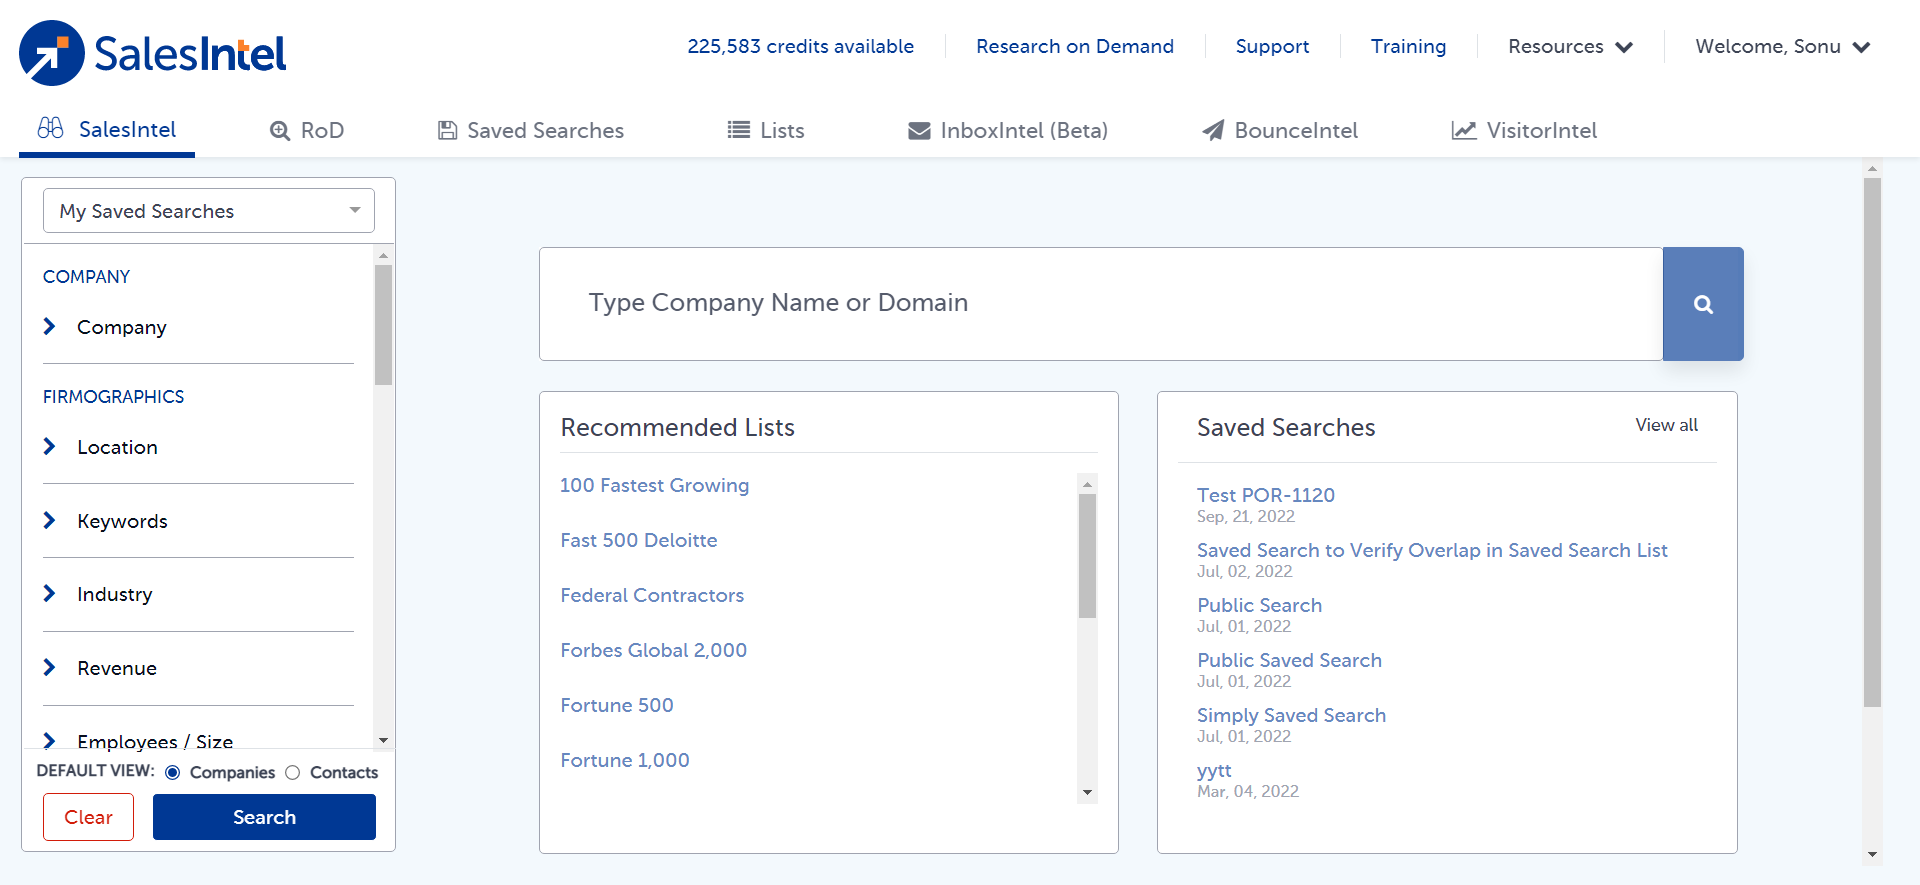 SalesIntel
225,583 credits available
Research on Demand
Support
Training
Resources
Welcome, Sonu
SalesIntel
RoD
Saved Searches
Lists
InboxIntel (Beta)
BounceIntel
VisitorIntel
My Saved Searches
COMPANY
Company
FIRMOGRAPHICS
Location
Keywords
Industry
Revenue
Employees / Size
DEFAULT VIEW: Companies Contacts
Clear
Search
Type Company Name or Domain
Recommended Lists
100 Fastest Growing
Fast 500 Deloitte
Federal Contractors
Forbes Global 2,000
Fortune 500
Fortune 1,000
Saved Searches
View all
Test POR-1120
Sep, 21, 2022
Saved Search to Verify Overlap in Saved Search List
Jul, 02, 2022
Public Search
Jul, 01, 2022
Public Saved Search
Jul, 01, 2022
Simply Saved Search
Jul, 01, 2022
yytt
Mar, 04, 2022